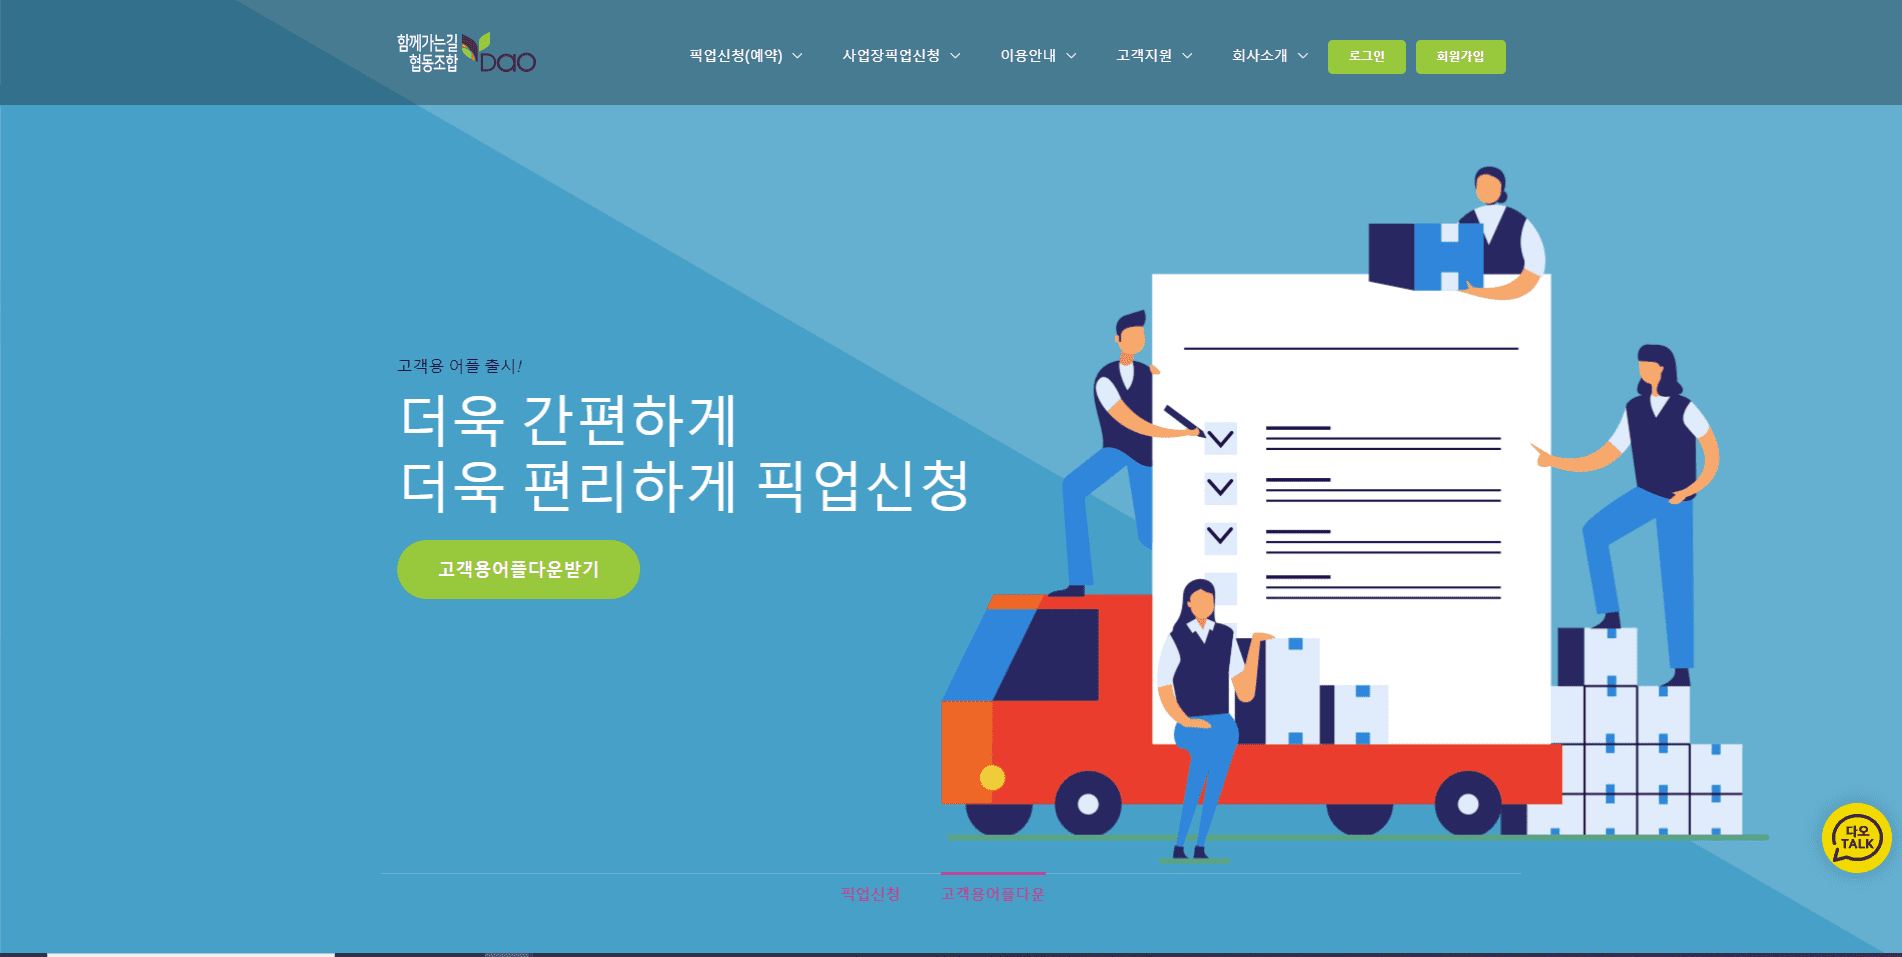 함께가는길
협동조합
Dao
픽업신청(예약)
사업장픽업신청
이용안내
고객지원
회사소개
로그인
회원가입
고객용 어플 출시!
더욱 간편하게
더욱 편리하게 픽업신청
고객용어플다운받기
다오
TALK
픽업신청
고객용어플다운